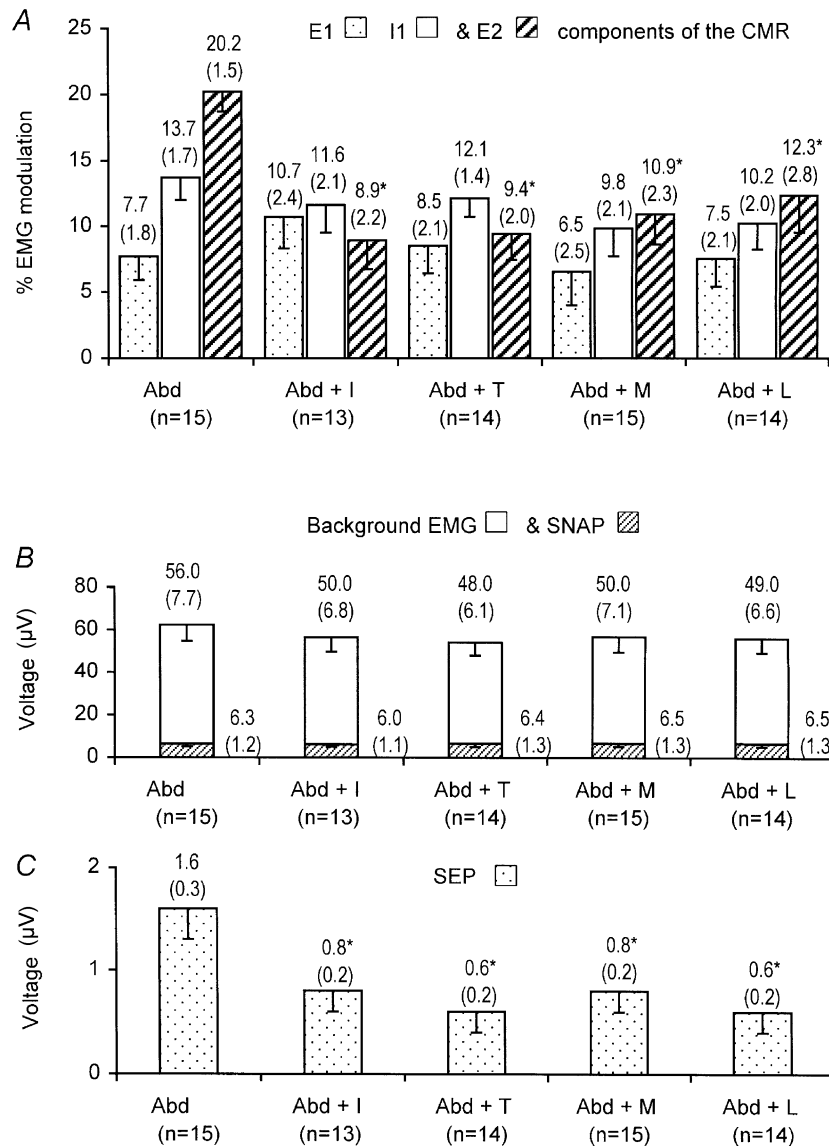 A
E1 I1 & E2 components of the CMR
% EMG modulation
25
20
15
10
5
0
7.7
(1.8)
13.7
(1.7)
20.2
(1.5)
10.7
(2.4)
11.6
(2.1)
8.9*
(2.2)
8.5
(2.1)
12.1
(1.4)
9.4*
(2.0)
6.5
(2.5)
9.8
(2.1)
10.9*
(2.3)
7.5
(2.1)
10.2
(2.0)
12.3*
(2.8)
Abd Abd + I Abd + T Abd + M Abd + L
(n=15) (n=13) (n=14) (n=15) (n=14)
B
Background EMG & SNAP
Voltage (µV)
80
60
40
20
0
56.0 50.0 48.0 50.0 49.0
(7.7) (6.8) (6.1) (7.1) (6.6)
6.3 6.0 6.4 6.5 6.5
(1.2) (1.1) (1.3) (1.3) (1.3
Abd Abd + I Abd + T Abd + M Abd + L
(n=15) (n=13) (n=14) (n=15) (n=14)
C
SEP
Voltage (µV)
2
1
0
1.6
(0.3)
0.8*
(0.2)
0.6*
(0.2)
0.8*
(0.2)
0.6*
(0.2)
Abd Abd + I Abd + T Abd + M Abd + L
(n=15) (n=13) (n=14) (n=15) (n=14)